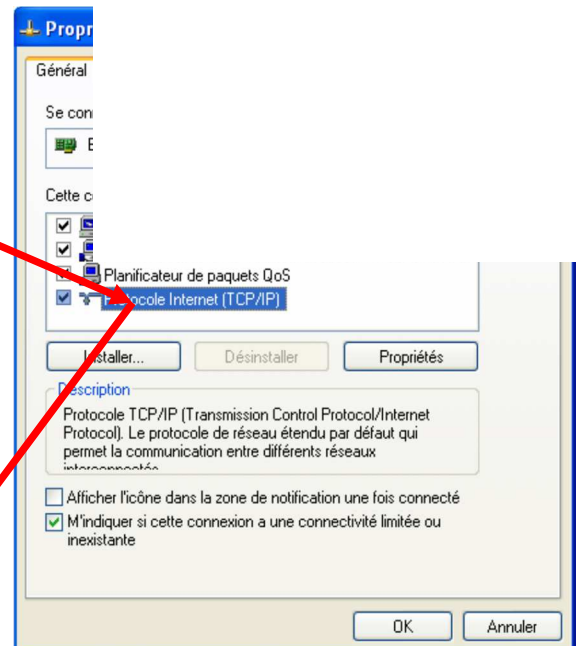 Général
Se
Cette
Planificateur de paquets QoS
Protocole Internet (TCP/IP)
Installer...
Désinstaller
Propriétés
Description
Protocole TCP/IP (Transmission Control Protocol/Internet
Protocol). Le protocole de réseau étendu par défaut qui
permet la communication entre différents réseaux
Afficher l'icône dans la zone de notification une fois connecté
M'indiquer si cette connexion a une connectivité limitée ou
inexistante
OK
Annuler